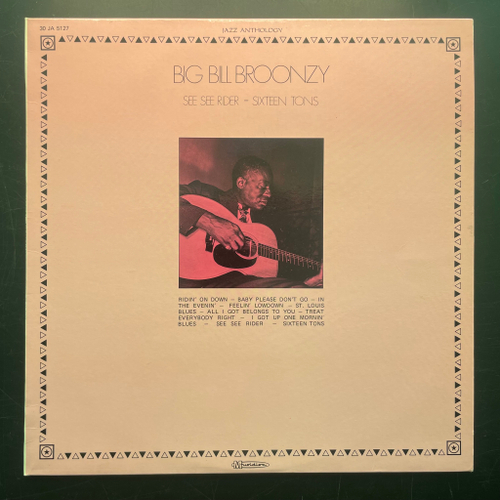 30 JA 5127
JAZZ ANTHOLOGY
BIG BILL BROONZY
SEE SEE RIDER - SIXTEEN TONS
RIDIN' ON DOWN - BABY PLEASE DON'T GO - IN
THE EVENIN' - FEELIN' LOWDOWN - ST. LOUIS
BLUES - ALL I GOT BELONGS TO YOU - TREAT
EVERYBODY RIGHT - I GOT UP ONE MORNIN'
BLUES - SEE SEE RIDER - SIXTEEN TONS
Musidisc